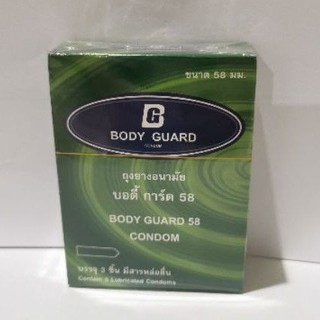 ขนาด 58 มม.
BG
BODY GUARD
ถุงยางอนามัย
บอดี้ การ์ด 58
BODY GUARD 58
CONDOM
บรรจุ 3 ชิ้น มีสารหล่อลื่น
Contain 3 Lubricated Condoms